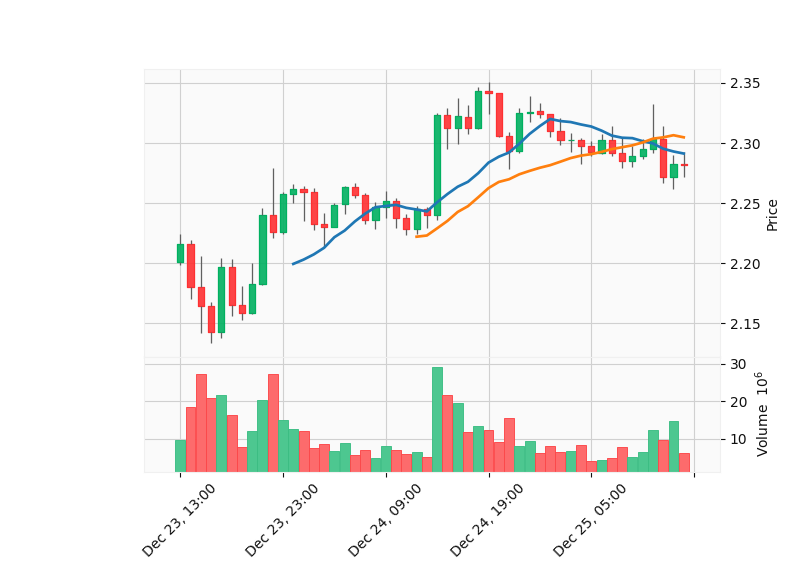 2.35
2.30
2.25
2.20
2.15
Price
30
20
10
Volume 10^6
Dec 23, 13:00
Dec 23, 23:00
Dec 24, 09:00
Dec 24, 19:00
Dec 25, 05:00